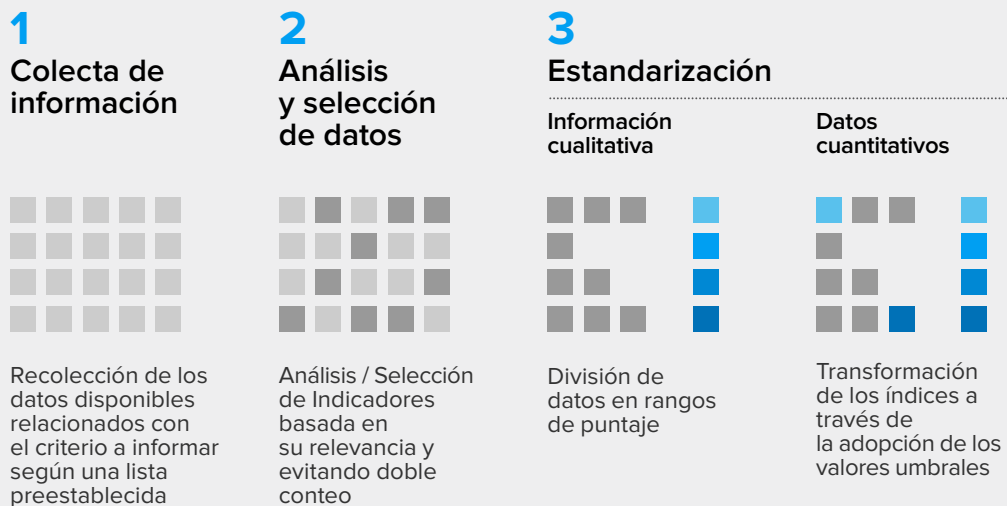 1
Colecta de
información
Recolección de los
datos disponibles
relacionados con
el criterio a informar
según una lista
preestablecida
2
Análisis
y selección
de datos
Análisis / Selección
de Indicadores
basada en
su relevancia y
evitando doble
conteo
3
Estandarización
Información
cualitativa
División de
datos en rangos
de puntaje
Datos
cuantitativos
Transformación
de los índices a
través de
la adopción de los
valores umbrales